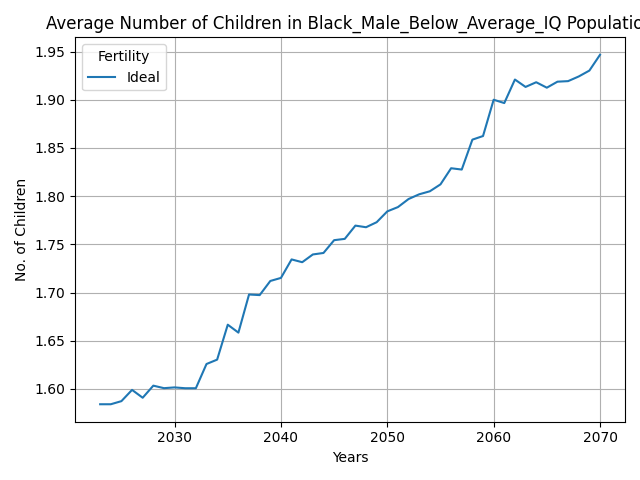 Average Number of Children in Black_Male_Below_Average_IQ Populatio
Fertility
Ideal
No. of Children
1.95
1.90
1.85
1.80
1.75
1.70
1.65
1.60
2030 2040 2050 2060 2070
Years